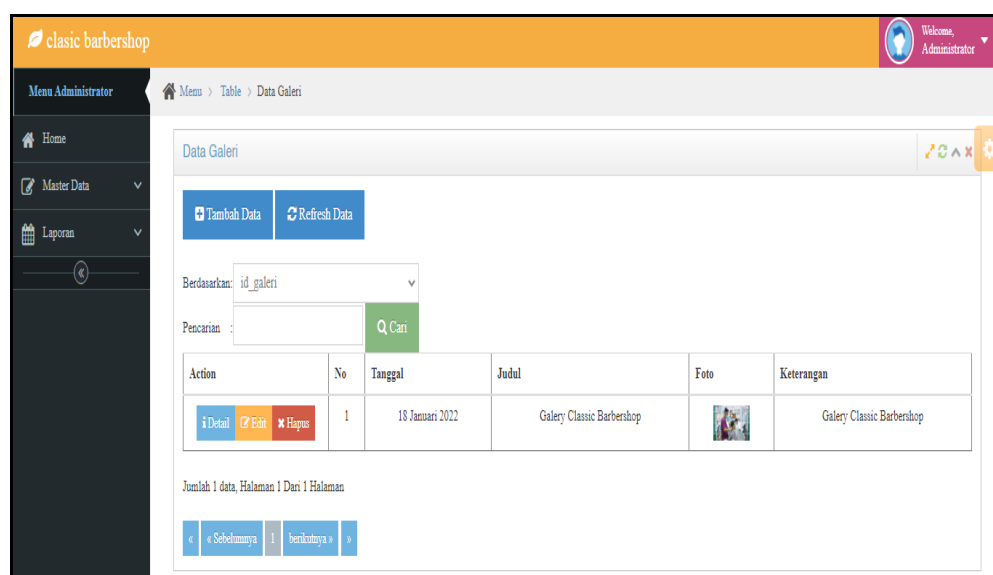 clasic barbershop
Welcome,
Administrator
Menu Administrator
Menu > Table > Data Galeri
Home
Master Data
Laporan
Data Galeri
Tambah Data Refresh Data
Berdasarkan: id_galeri
Pencarian :
Cari
Action No Tanggal Judul Foto Keterangan
Detail Edit Hapus 1 18 Januari 2022 Galery Classic Barbershop Galery Classic Barbershop
Jumlah 1 data, Halaman 1 Dari 1 Halaman
« « Sebelumnya 1 berikutnya » »